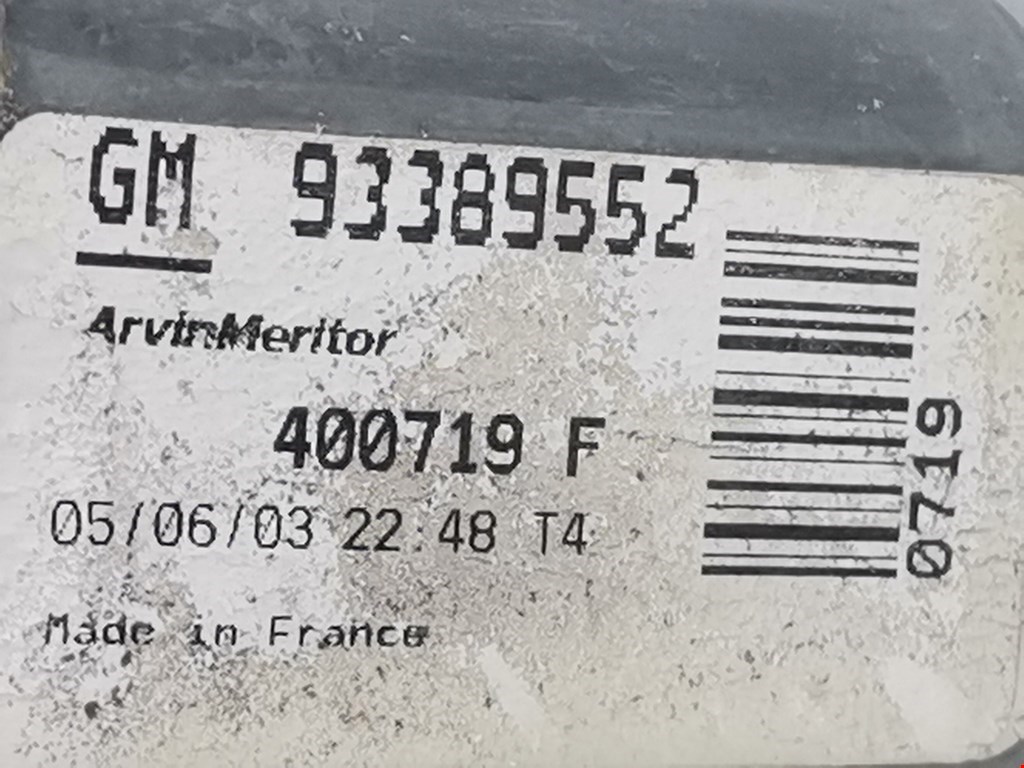 GM 93389552
ArvinMeritor
400719 F
05/06/03 22:48 T4
Made in France
0719